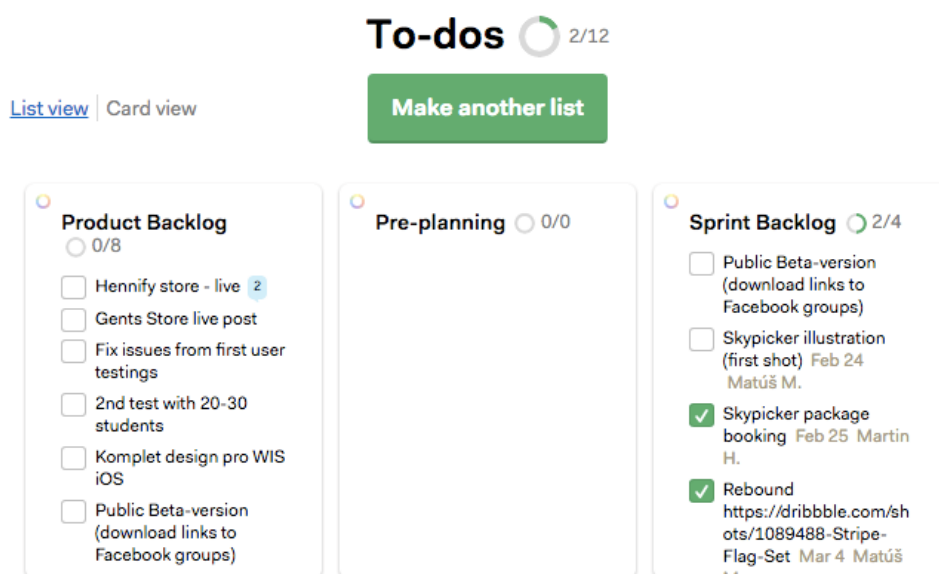 To-dos 2/12
Make another list
List view Card view
Product Backlog
0/8
Hennify store - live 2
Gents Store live post
Fix issues from first user
testings
2nd test with 20-30
students
Komplet design pro WIS
iOS
Public Beta-version
(download links to
Facebook groups)
Pre-planning 0/0
Sprint Backlog 2/4
Public Beta-version
(download links to
Facebook groups)
Skypicker illustration
(first shot) Feb 24
Matúš M.
Skypicker package
booking Feb 25 Martin
H.
Rebound
https://dribbble.com/sh
ots/1089488-Stripe-
Flag-Set Mar 4 Matúš